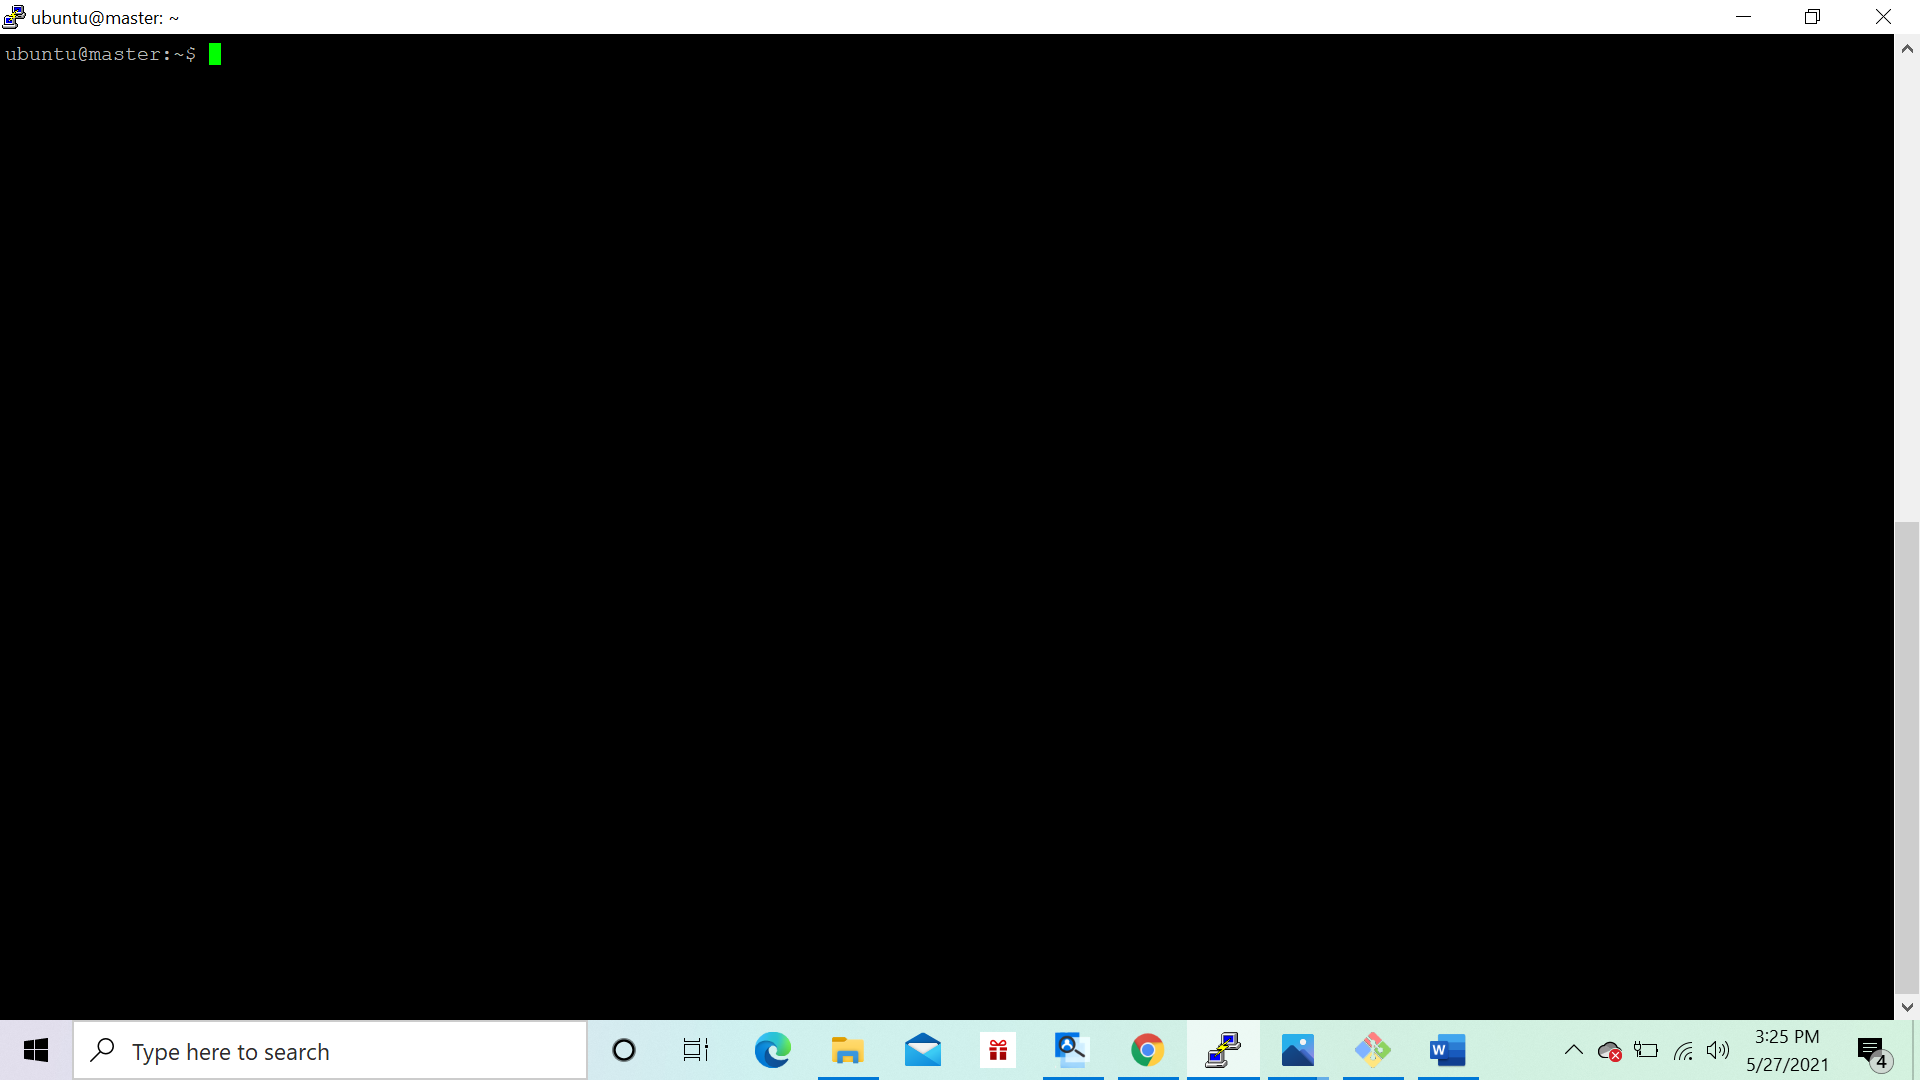 ubuntu@master: ~
ubuntu@master:~$
Type here to search
W
3:25 PM
5/27/2021
4